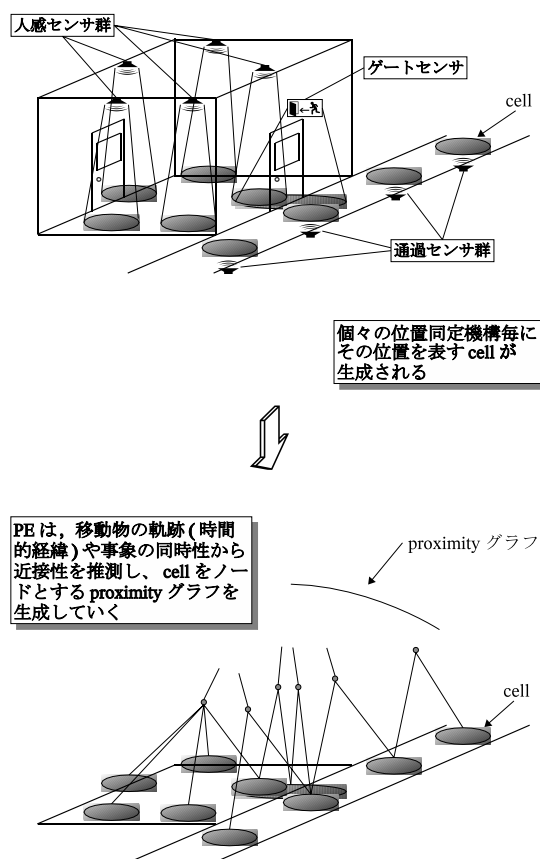 人感センサ群
ゲートセンサ
cell
通過センサ群
個々の位置同定機構毎に
その位置を表す cell が
生成される
PE は，移動物の軌跡 ( 時間
的経緯 ) や事象の同時性から
近接性を推測し、 cell をノー
ドとする proximity グラフを
生成していく
proximity グラフ
cell